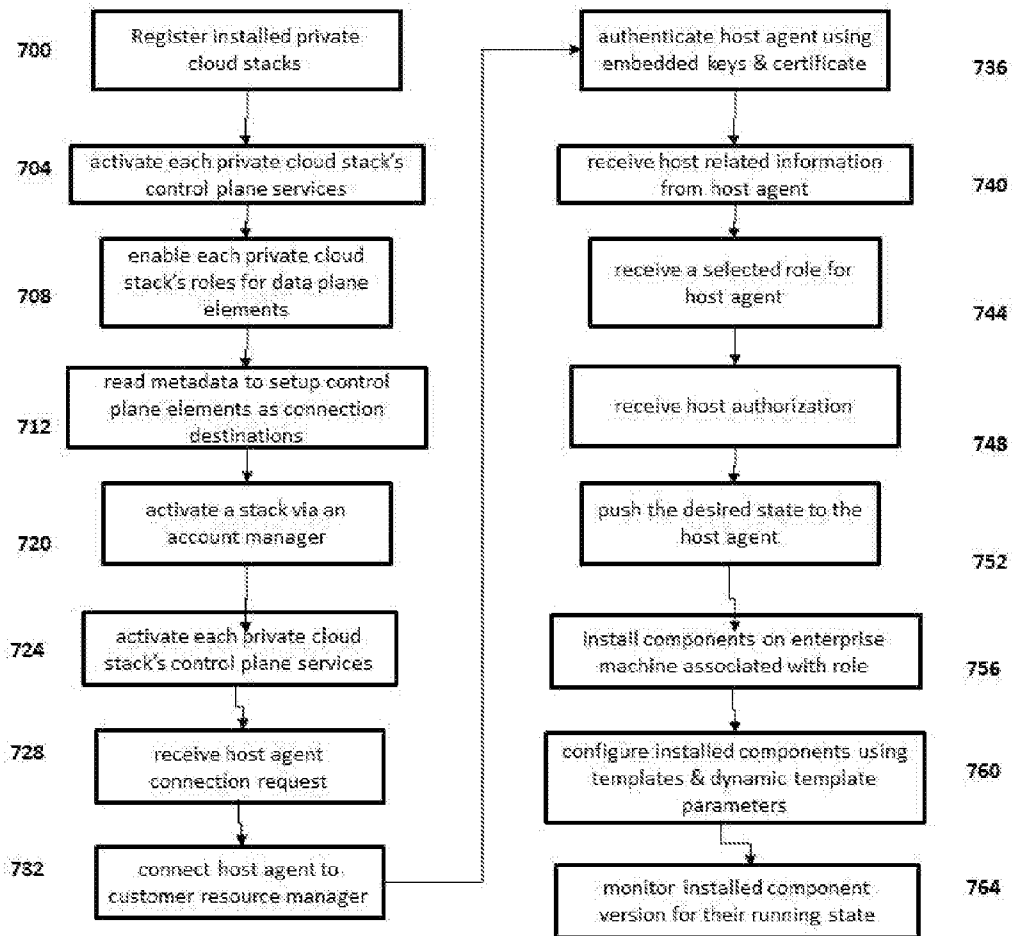 700
Register installed private
cloud stacks
704
activate each private cloud stack's
control plane services
708
enable each private cloud
stack's roles for data plane
elements
712
read metadata to setup control
plane elements as connection
destinations
720
activate a stack via an
account manager
724
activate each private cloud
stack's control plane services
728
receive host agent
connection request
732
connect host agent to
customer resource manager
authenticate host agent using
embedded keys & certificate
736
receive host related information
from host agent
740
receive a selected role for
host agent
744
receive host authorization
748
push the desired state to the
host agent
752
install components on enterprise
machine associated with role
756
configure installed components using
templates & dynamic template
parameters
760
monitor installed component
version for their running state
764